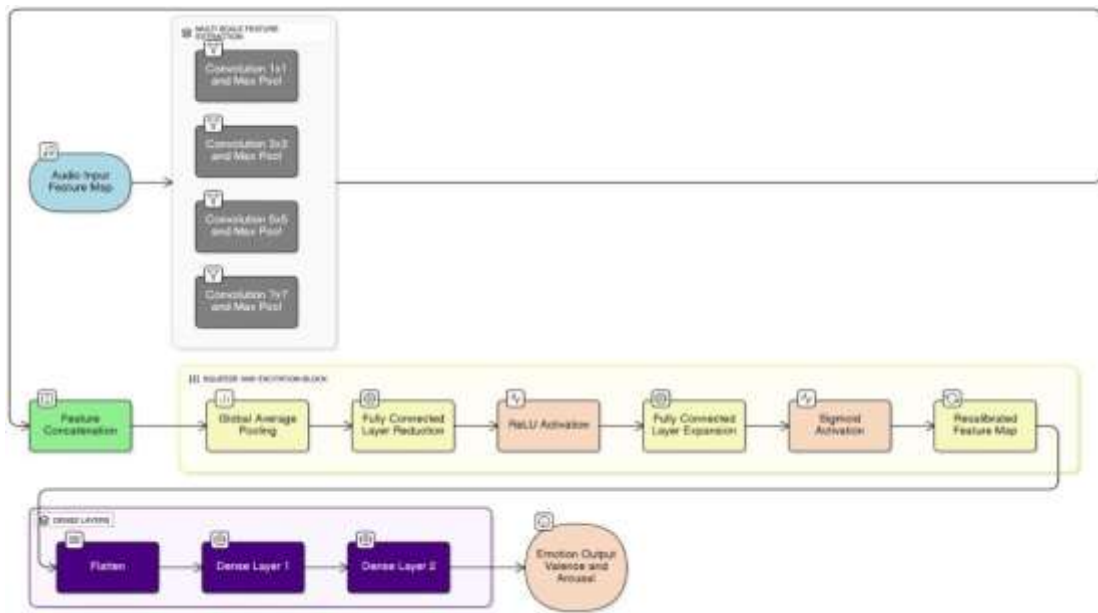 MULTI SCALE FEATURE
EXTRACTION
Convolution 1x1
and Max Pool
Convolution 3x3
and Max Pool
Audio Input
Feature Map
Convolution 5x5
and Max Pool
Convolution 7x7
and Max Pool
SQUEEZE AND EXCITATION BLOCK
Feature
Concatenation
Global Average
Pooling
Fully Connected
Layer Reduction
ReLU Activation
Fully Connected
Layer Expansion
Sigmoid
Activation
Recalibrated
Feature Map
DENSE LAYERS
Flatten
Dense Layer 1
Dense Layer 2
Emotion Output
Valence and
Arousal